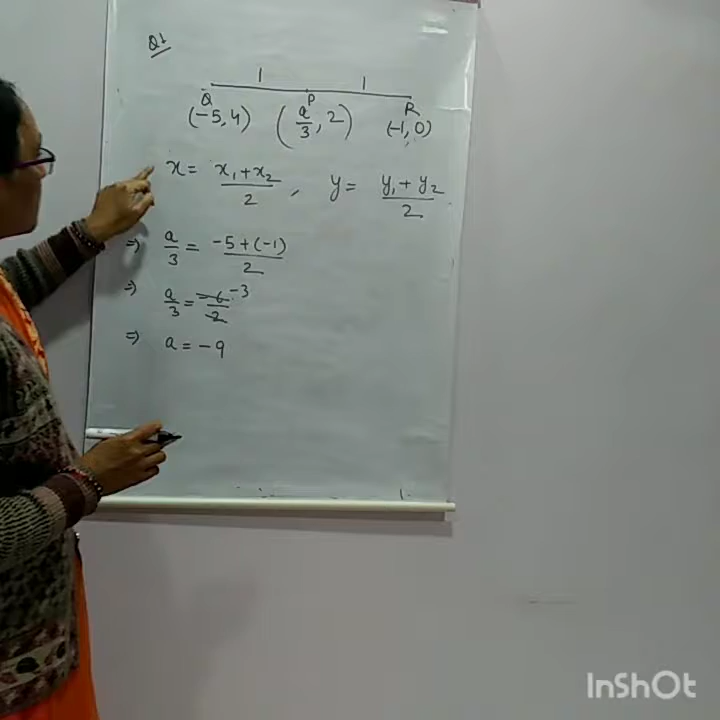 Q1
1 1
Q P R
(-5, 4) (a/3, 2) (-1, 0)
x = x₁+x₂/2 , y = y₁+y₂/2
⇒ a/3 = -5+(-1)/2
⇒ a/3 = -6/2 -3
⇒ a = -9
InShOt